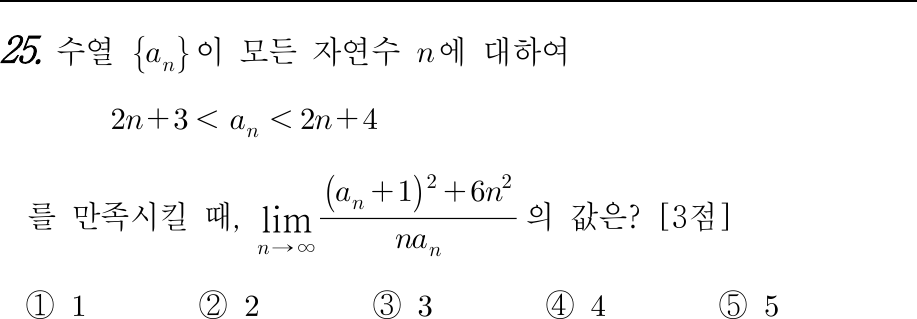 25. 수열 {aₙ}이 모든 자연수 n에 대하여
2n+3 < aₙ < 2n+4
를 만족시킬 때, lim_{n→∞} ((aₙ+1)²+6n²)/(naₙ) 의 값은? [3점]
① 1 ② 2 ③ 3 ④ 4 ⑤ 5